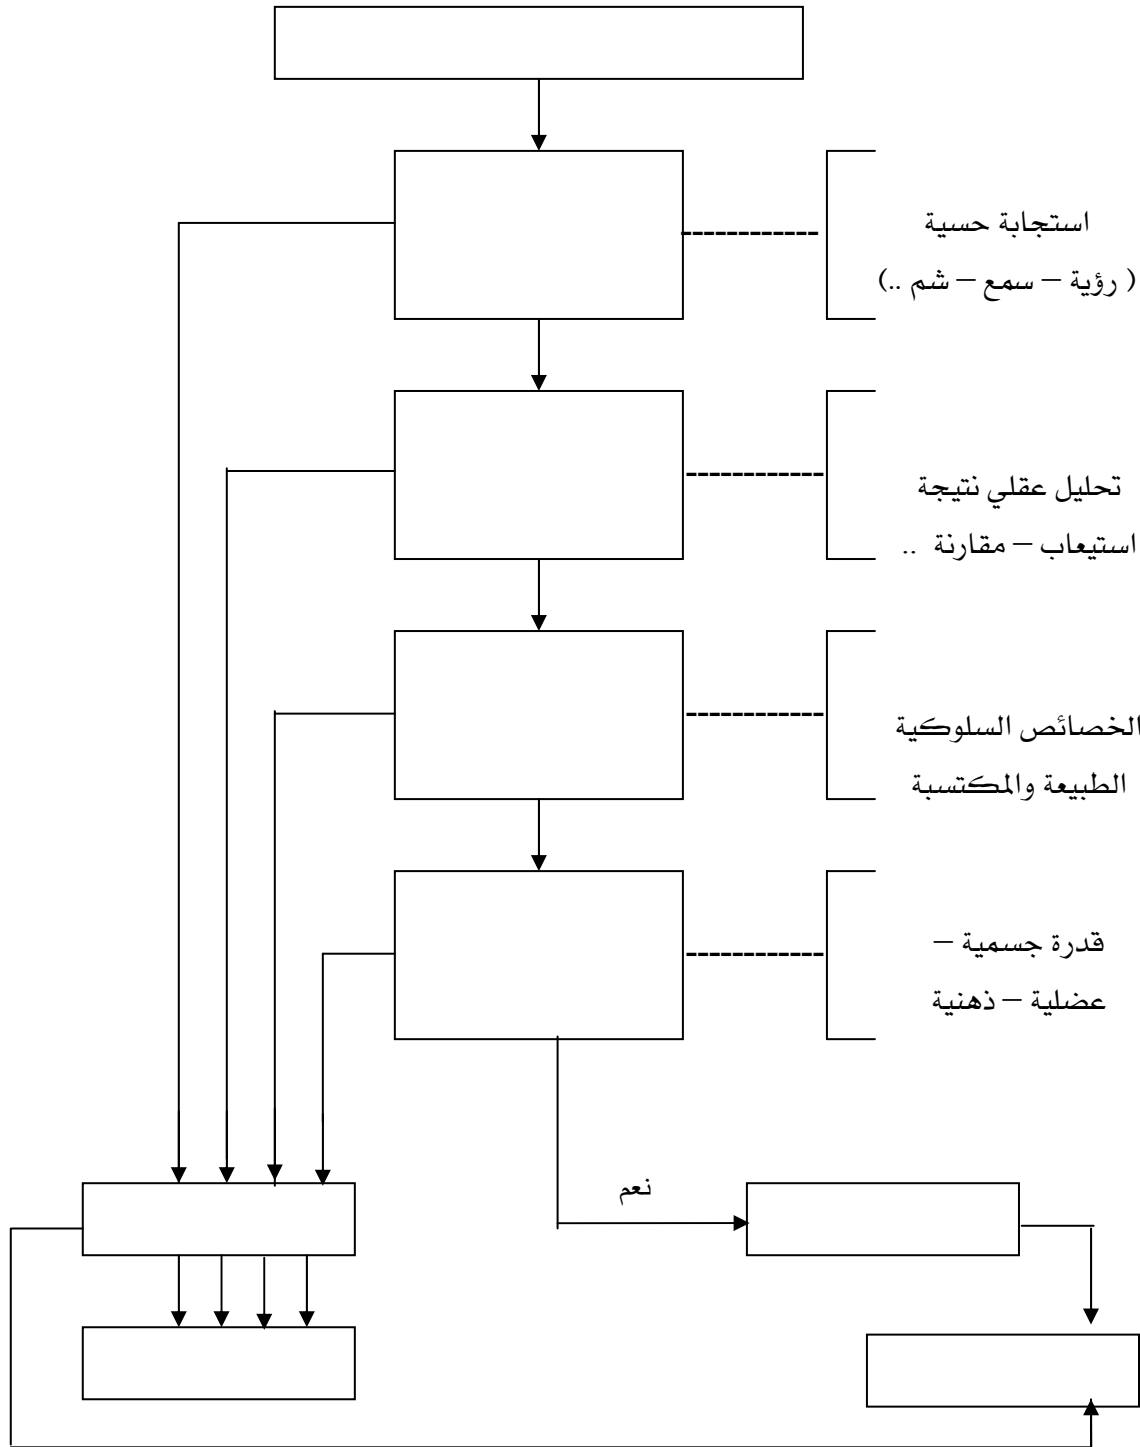 استجابة حسية
( رؤية – سمع – شم ..)
تحليل عقلي نتيجة
استيعاب – مقارنة ..
الخصائص السلوكية
الطبيعة والمكتسبة
قدرة جسمية –
عضلية – ذهنية
نعم